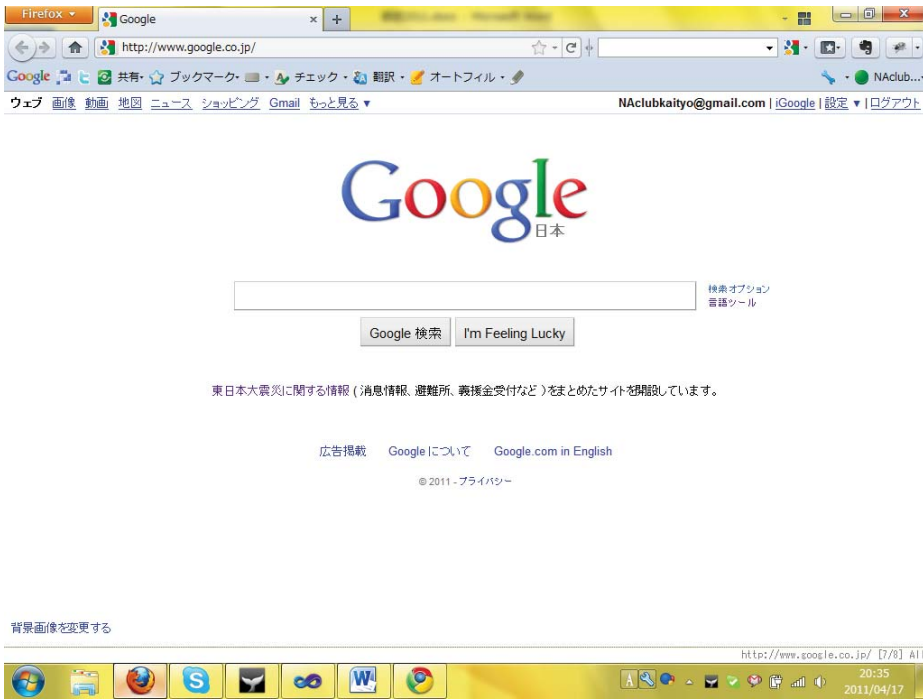 Firefox
Google
http://www.google.co.jp/
Google 共有 ブックマーク チェック 翻訳 オートフィル NAclub...
ウェブ 画像 動画 地図 ニュース ショッピング Gmail もっと見る ▼ NAclubkaityo@gmail.com | iGoogle | 設定 ▼ | ログアウト
Google
日本
検索オプション
言語ツール
Google 検索 I'm Feeling Lucky
東日本大震災に関する情報 ( 消息情報、避難所、義援金受付など ) をまとめたサイトを開設しています。
広告掲載 Google について Google.com in English
© 2011 - プライバシー
背景画像を変更する
http://www.google.co.jp/ [7/8] All
20:35
2011/04/17